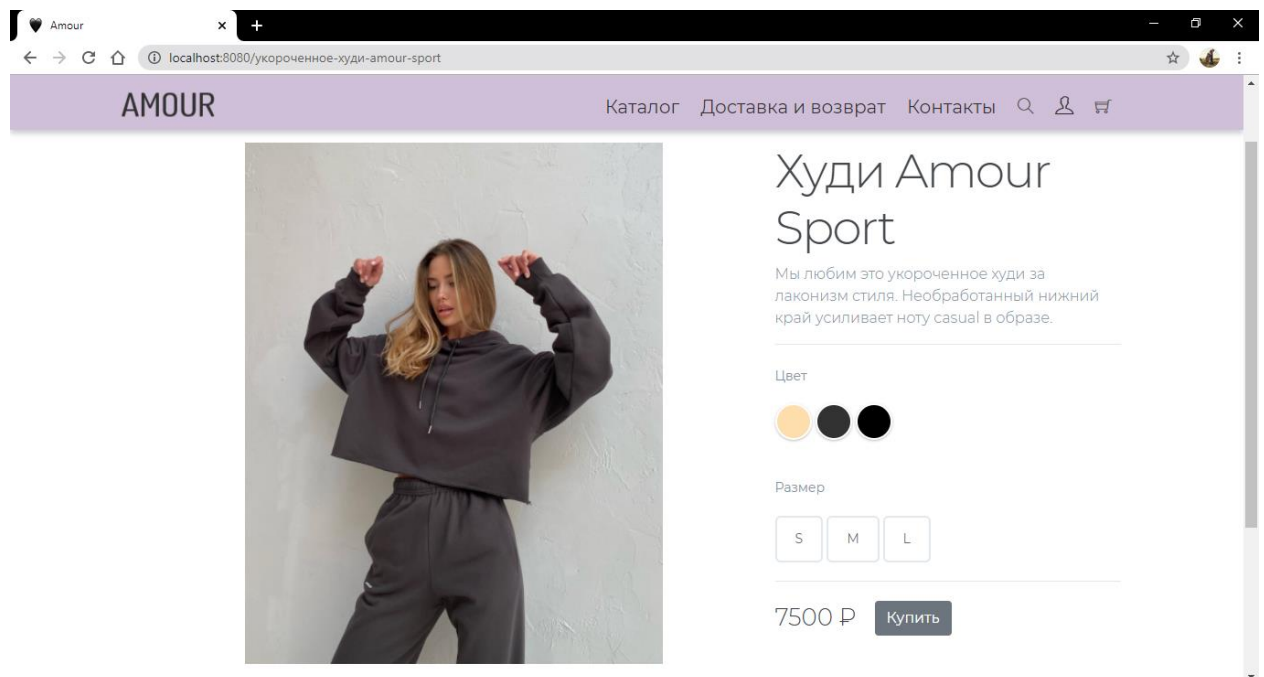 Amour
localhost:8080/укороченное-худи-amour-sport
AMOUR
Каталог Доставка и возврат Контакты
Худи Amour
Sport
Мы любим это укороченное худи за
лаконизм стиля. Необработанный нижний
край усиливает ноту casual в образе.
Цвет
Размер
S M L
7500 ₽ Купить